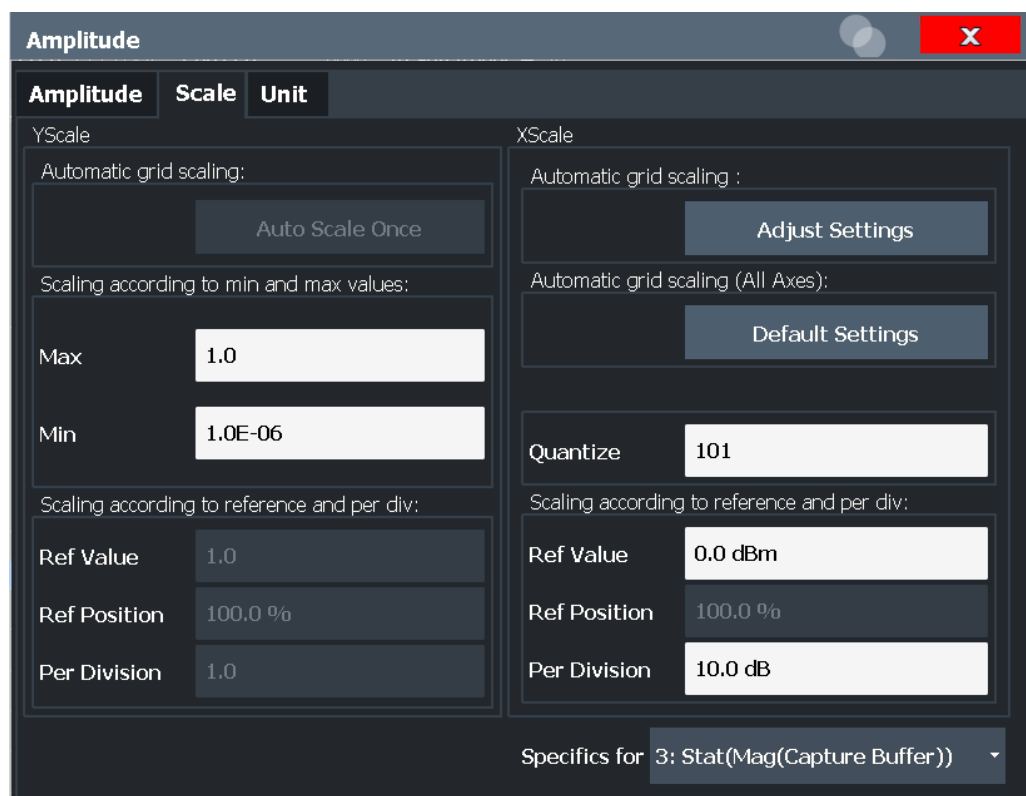 Amplitude
X
Amplitude Scale Unit
YScale
Automatic grid scaling:
Auto Scale Once
Scaling according to min and max values:
Max 1.0
Min 1.0E-06
Scaling according to reference and per div:
Ref Value 1.0
Ref Position 100.0 %
Per Division 1.0
XScale
Automatic grid scaling :
Adjust Settings
Automatic grid scaling (All Axes):
Default Settings
Quantize 101
Scaling according to reference and per div:
Ref Value 0.0 dBm
Ref Position 100.0 %
Per Division 10.0 dB
Specifics for 3: Stat(Mag(Capture Buffer))